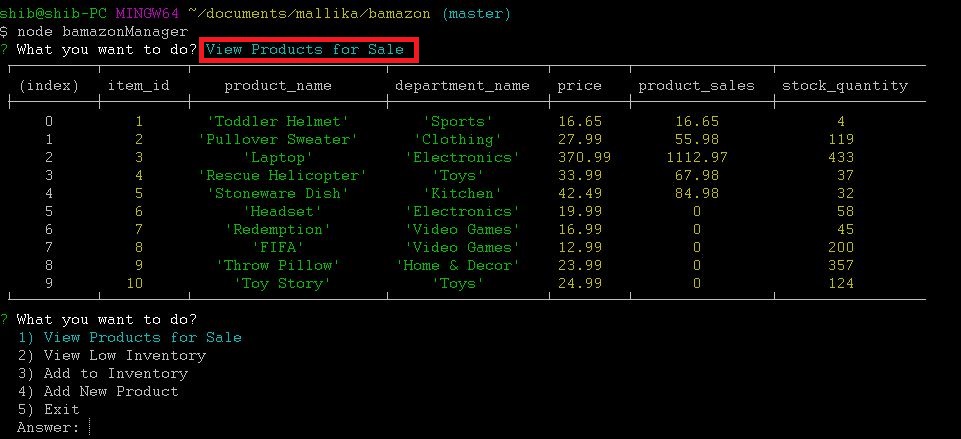 shib@shib-PC MINGW64 ~/documents/mallika/bamazon (master)
$ node bamazonManager
? What you want to do? View Products for Sale
(index) item_id product_name department_name price product_sales stock_quantity
0 1 'Toddler Helmet' 'Sports' 16.65 16.65 4
1 2 'Pullover Sweater' 'Clothing' 27.99 55.98 119
2 3 'Laptop' 'Electronics' 370.99 1112.97 433
3 4 'Rescue Helicopter' 'Toys' 33.99 67.98 37
4 5 'Stoneware Dish' 'Kitchen' 42.49 84.98 32
5 6 'Headset' 'Electronics' 19.99 0 58
6 7 'Redemption' 'Video Games' 16.99 0 45
7 8 'FIFA' 'Video Games' 12.99 0 200
8 9 'Throw Pillow' 'Home & Decor' 23.99 0 357
9 10 'Toy Story' 'Toys' 24.99 0 124
? What you want to do?
1) View Products for Sale
2) View Low Inventory
3) Add to Inventory
4) Add New Product
5) Exit
Answer: